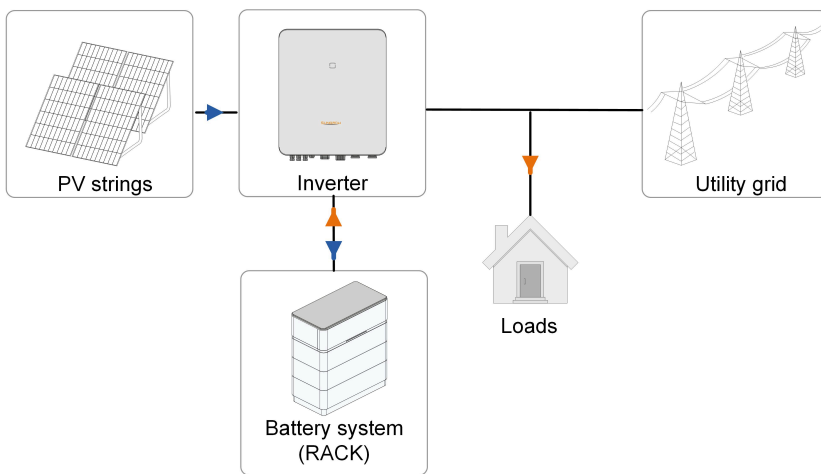 PV strings
Inverter
Utility grid
Loads
Battery system
(RACK)